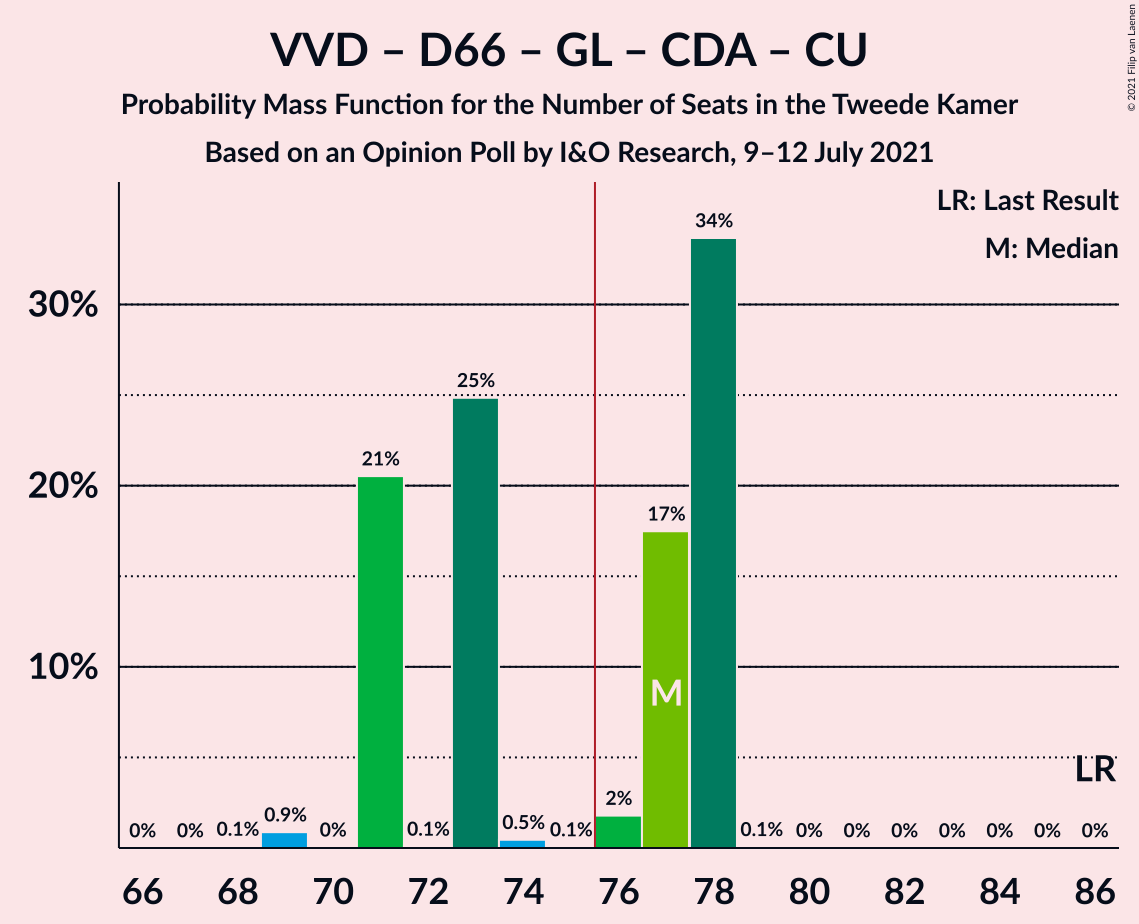 VVD – D66 – GL – CDA – CU
Probability Mass Function for the Number of Seats in the Tweede Kamer
Based on an Opinion Poll by I&O Research, 9–12 July 2021
© 2021 Filip van Laenen
LR: Last Result
M: Median
34%
30%
25%
21%
20%
17%
10%
M
LR
0% 0% 0.1% 0.9% 0% 0.1% 0.5% 0.1% 2% 0.1% 0% 0% 0% 0% 0% 0% 0%
66 68 70 72 74 76 78 80 82 84 86